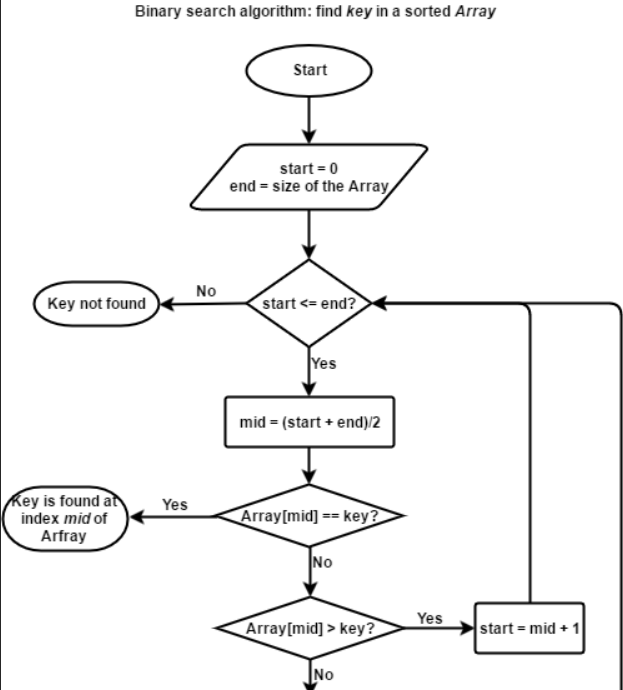 Binary search algorithm: find key in a sorted Array
Start
start = 0
end = size of the Array
start <= end?
No
Key not found
Yes
mid = (start + end)/2
Array[mid] == key?
Yes
Key is found at
index mid of
Arfray
No
Array[mid] > key?
Yes
start = mid + 1
No